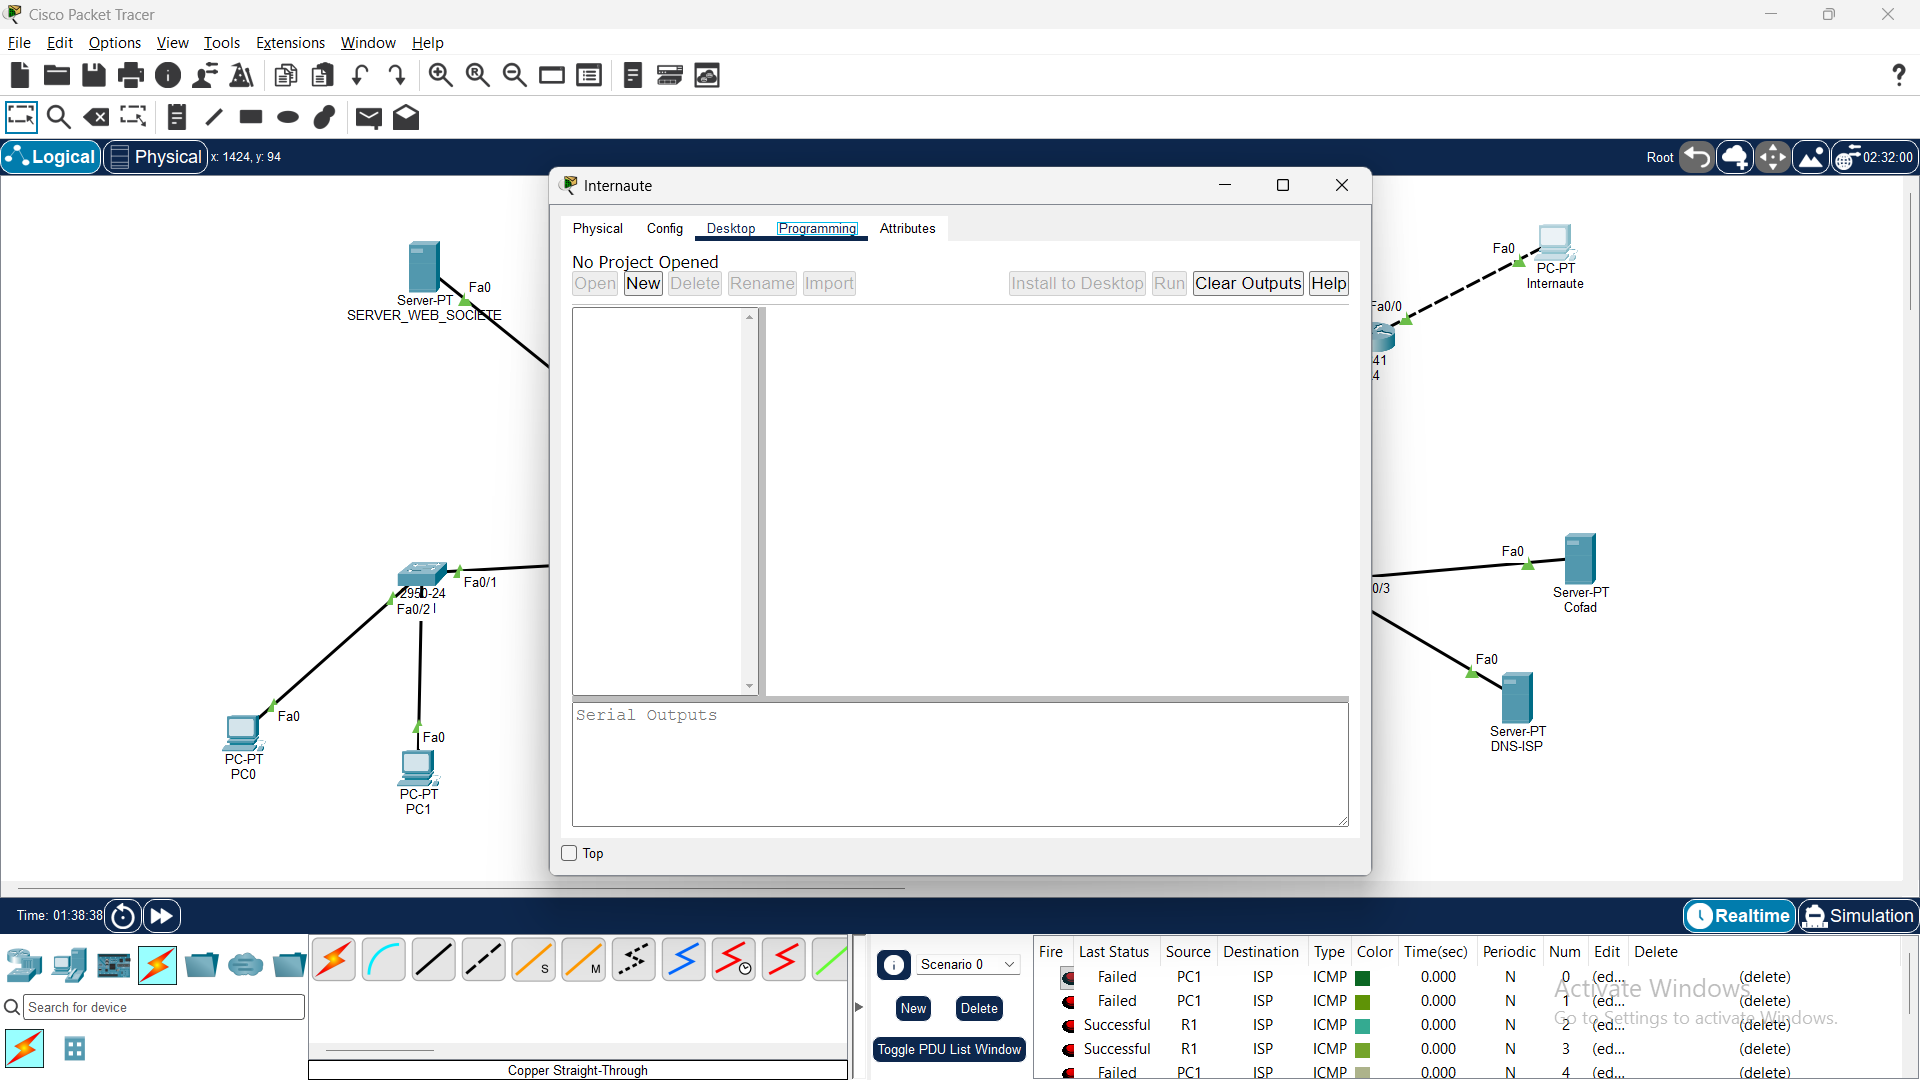 Cisco Packet Tracer
File Edit Options View Tools Extensions Window Help
Logical Physical x: 1424, y: 94 Root 02:32:00
Internaute
Physical Config Desktop Programming Attributes
No Project Opened
Open New Delete Rename Import Install to Desktop Run Clear Outputs Help
Serial Outputs
Top
Fa0
Server-PT
SERVER_WEB_SOCIETE
Fa0
PC-PT
Internaute
Fa0/0
41
4
Fa0/1
2950-24
Fa0/2
Fa0
Server-PT
Cofad
0/3
Fa0
Server-PT
DNS-ISP
Fa0
PC-PT
PC0
Fa0
PC-PT
PC1
Time: 01:38:38 Realtime Simulation
Search for device
S M
Copper Straight-Through
Scenario 0
New Delete
Toggle PDU List Window
Fire Last Status Source Destination Type Color Time(sec) Periodic Num Edit Delete
Failed PC1 ISP ICMP 0.000 N 0 (ed... (delete)
Failed PC1 ISP ICMP 0.000 N 1 (ed... (delete)
Successful R1 ISP ICMP 0.000 N 2 (ed... (delete)
Successful R1 ISP ICMP 0.000 N 3 (ed... (delete)
Failed PC1 ISP ICMP 0.000 N 4 (ed... (delete)
Activate Windows
Go to Settings to activate Windows.